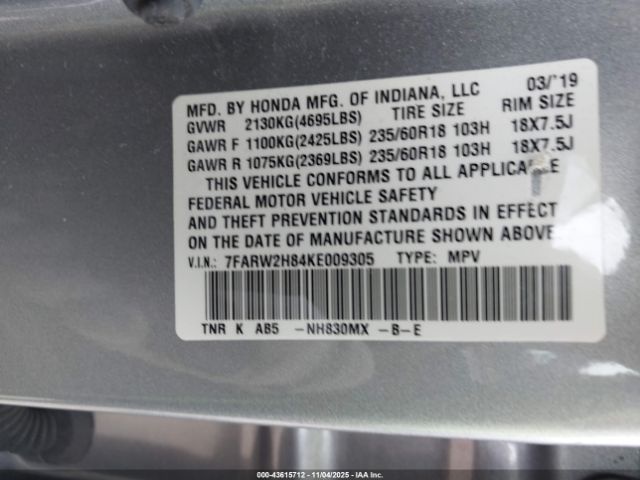 MFD. BY HONDA MFG. OF INDIANA, LLC 03/'19
GVWR 2130KG(4695LBS) TIRE SIZE RIM SIZE
GAWR F 1100KG(2425LBS) 235/60R18 103H 18X7.5J
GAWR R 1075KG(2369LBS) 235/60R18 103H 18X7.5J
THIS VEHICLE CONFORMS TO ALL APPLICABLE
FEDERAL MOTOR VEHICLE SAFETY
AND THEFT PREVENTION STANDARDS IN EFFECT
ON THE DATE OF MANUFACTURE SHOWN ABOVE
V.I.N.: 7FARW2H84KE009305 TYPE: MPV
TNR K AB5 -NH830MX -B-E
000-43615712 - 11/04/2025 - IAA Inc.